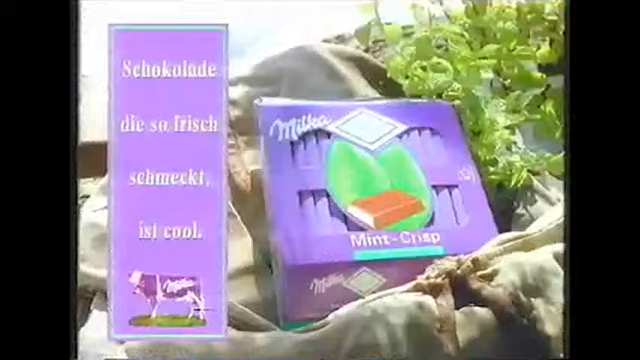 Schokolade
die so frisch
schmeckt,
ist cool.
Milka
Milka
Mint-Crisp
Milka